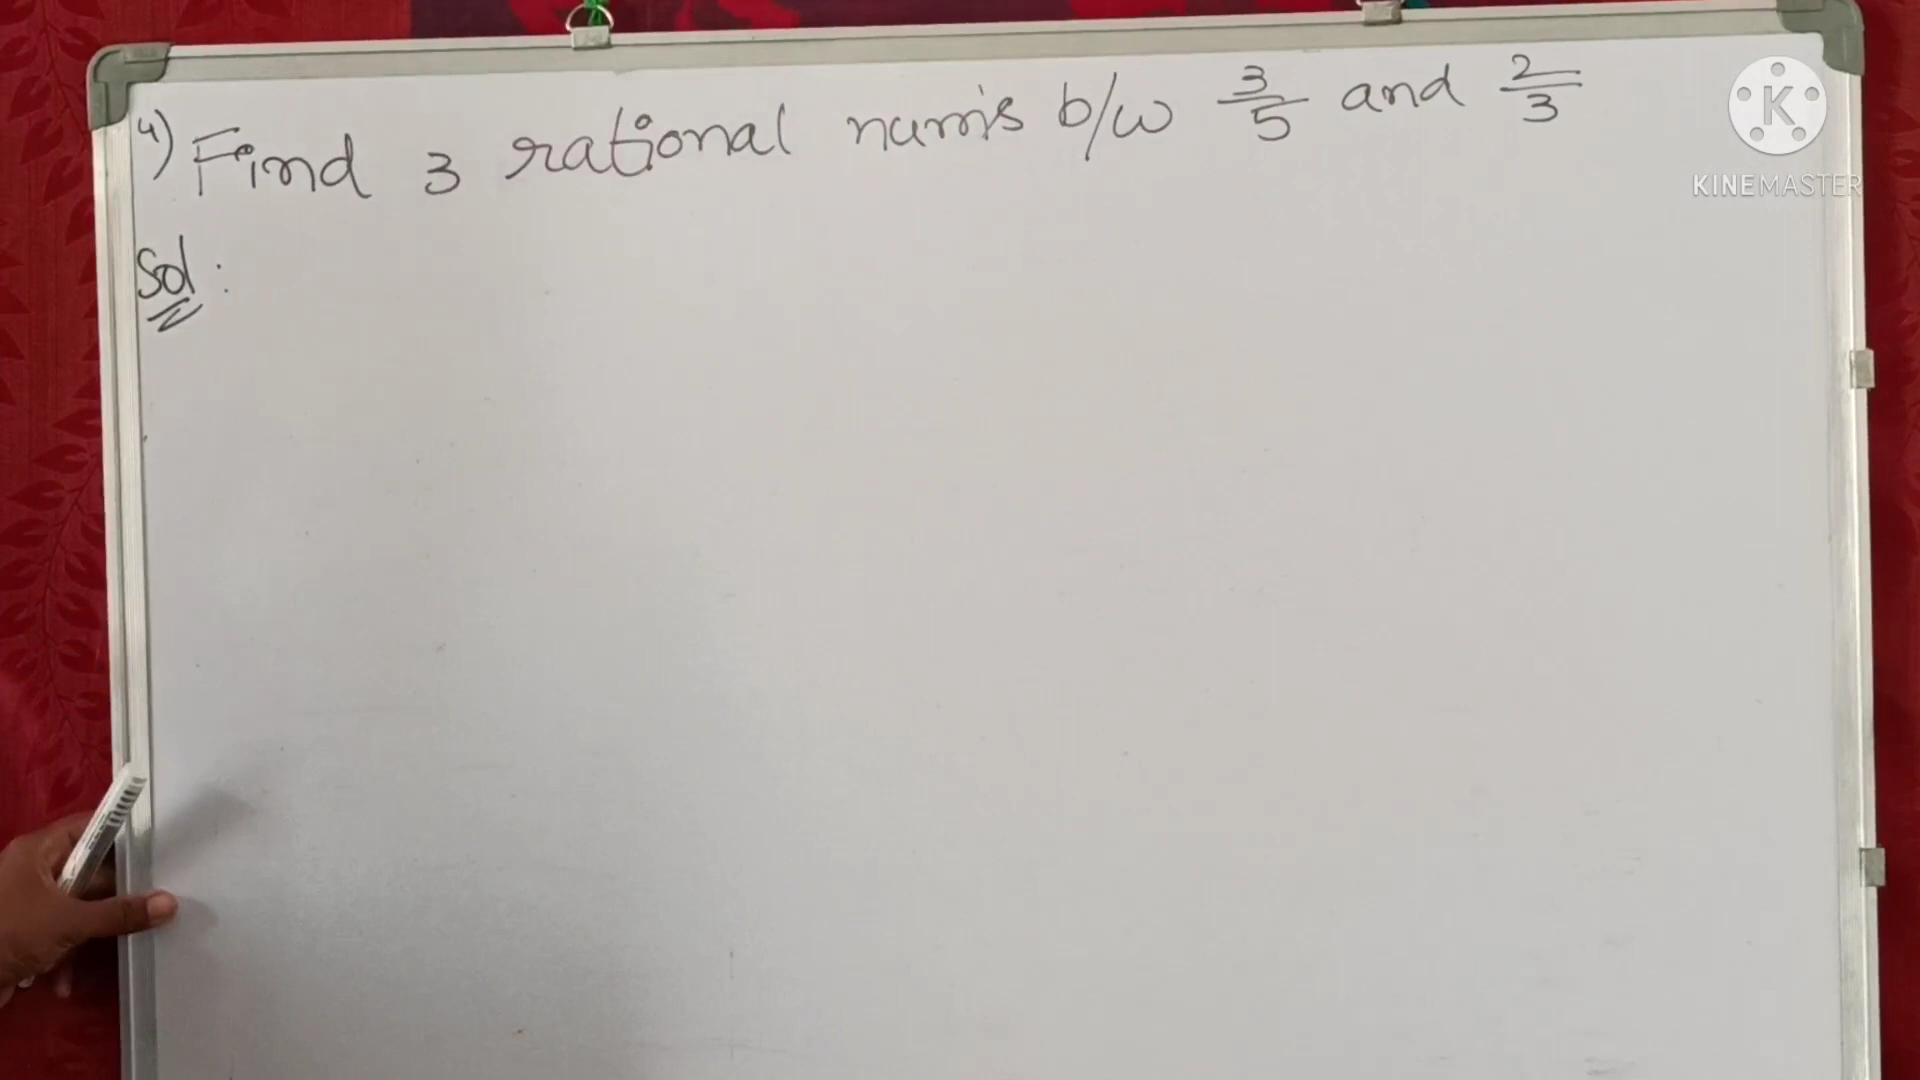 4) Find 3 rational num's b/w 3/5 and 2/3
Sol :
K
KINEMASTER